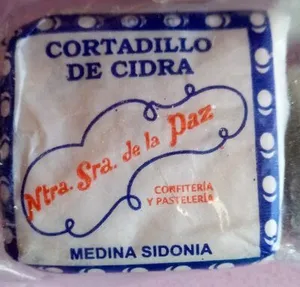 CORTADILLO
DE CIDRA
Ntra. Sra. de la Paz
CONFITERÍA
Y PASTELERÍA
MEDINA SIDONIA